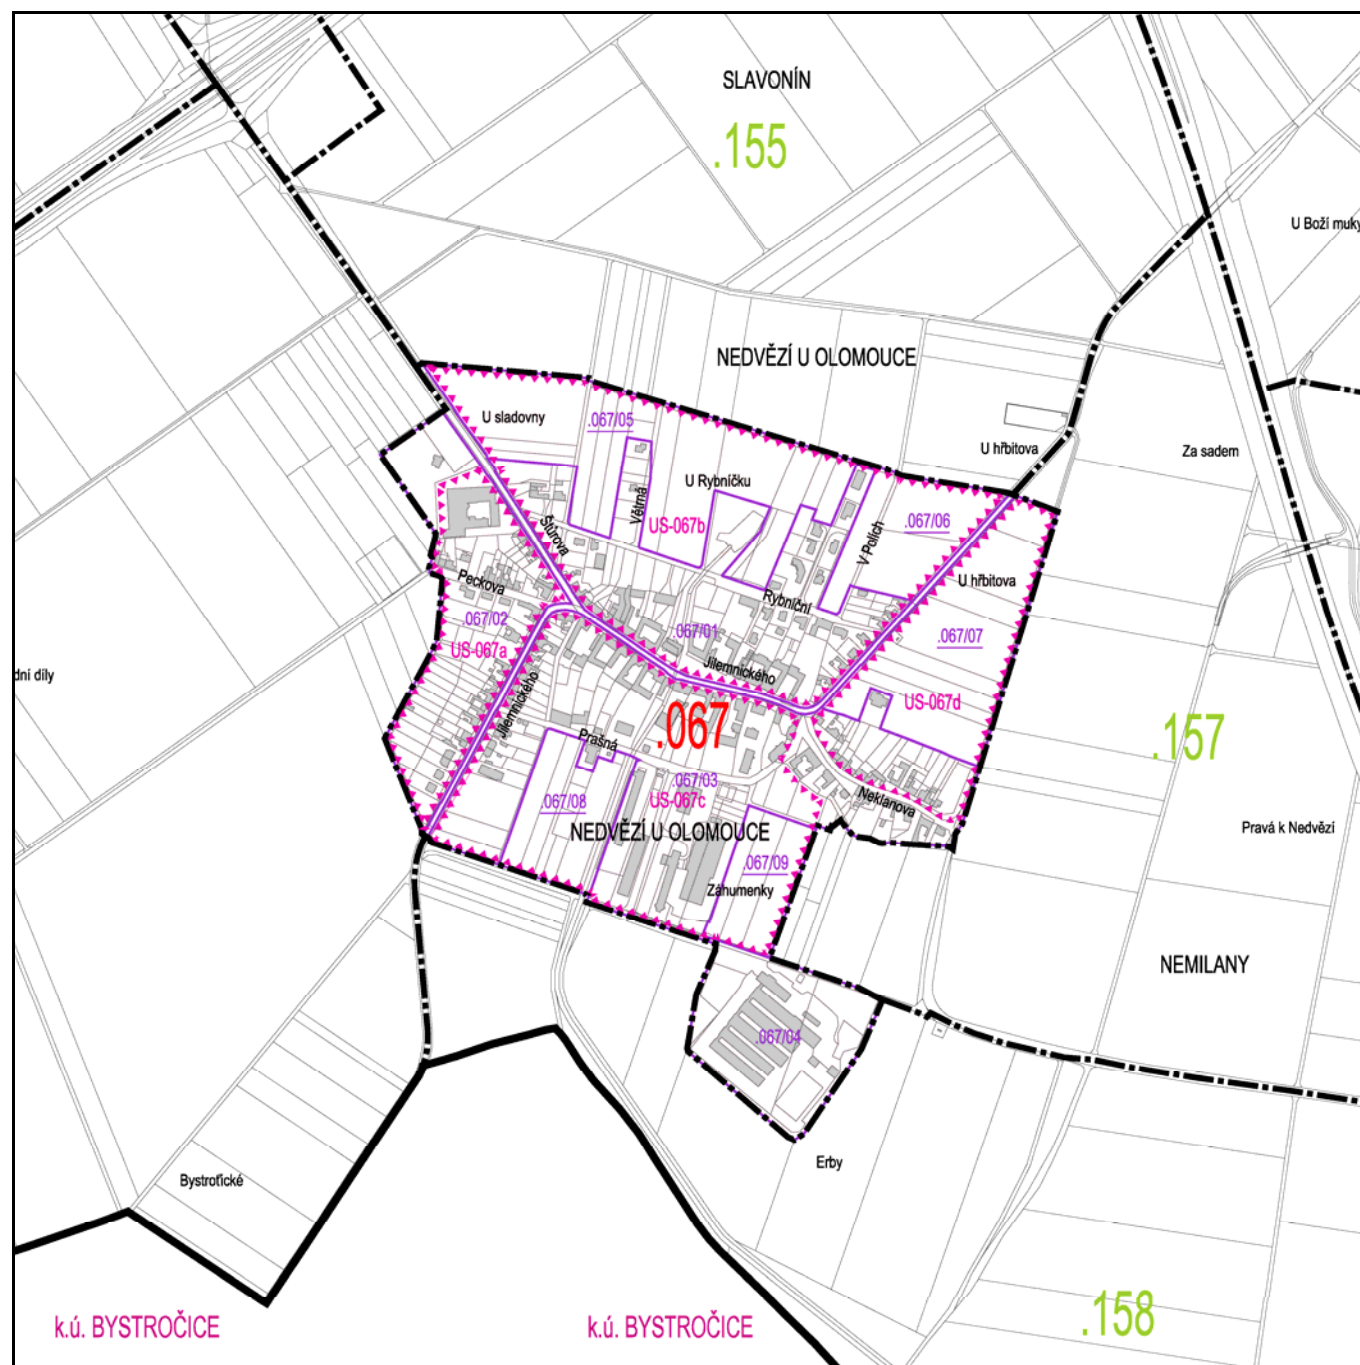 SLAVONÍN
.155
U Boží muky
NEDVĚZÍ U OLOMOUCE
U sladovny
.067/05
U hřbitova
Za sadem
U Rybníčku
Větrná
US-067b
.067/06
Štúrova
V Polích
Peckova
U hřbitova
Rybniční
.067/02
.067/01
.067/07
US-067a
Jilemnického
dní díly
Jilemnického
US-067d
.067
Prašná
.157
.067/03
US-067c
.067/08
Neklanova
NEDVĚZÍ U OLOMOUCE
Pravá k Nedvězí
.067/09
Záhumenky
NEMILANY
.067/04
Erby
Bystrořické
.158
k.ú. BYSTROČICE
k.ú. BYSTROČICE